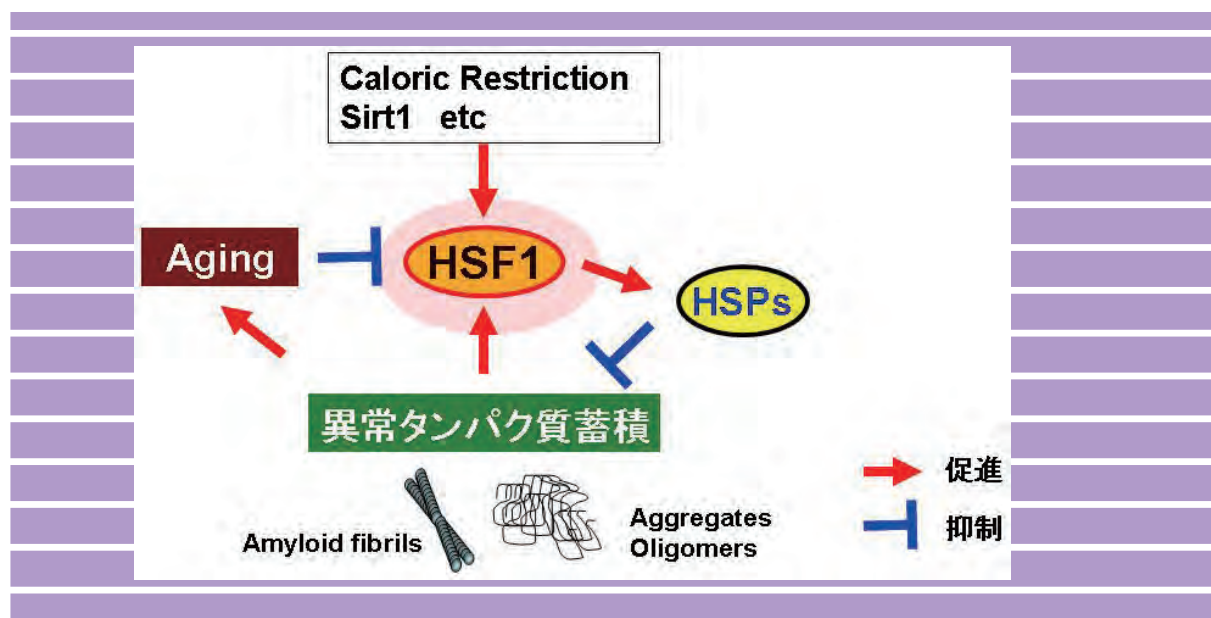 Caloric Restriction
Sirt1 etc
Aging
HSF1
HSPs
異常タンパク質蓄積
促進
Amyloid fibrils
Aggregates
Oligomers
抑制